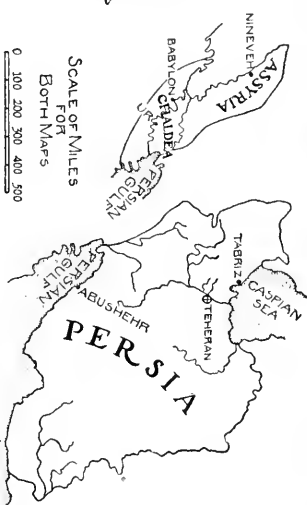 NINEVEH
ASSYRIA
BABYLON
CHALDEA
UR
PERSIAN
GULF
SCALE OF MILES
FOR
BOTH MAPS
0 100 200 300 400 500
CASPIAN
SEA
TABRIZ
TEHERAN
PERSIA
ABUSHEHR
PERSIAN
GULF